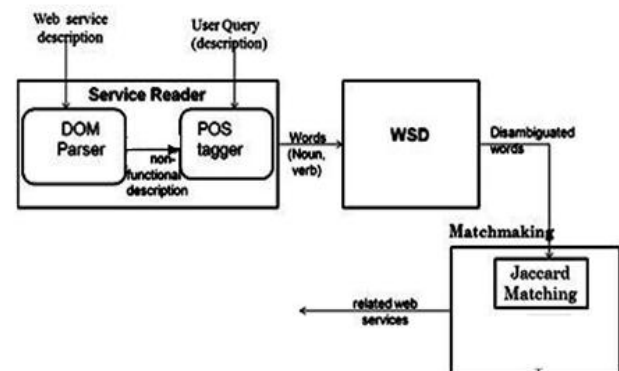 Web service
description
User Query
(description)
Service Reader
DOM
Parser
POS
tagger
non-
functional
description
Words
(Noun,
verb)
WSD
Disambiguated
words
Matchmaking
Jaccard
Matching
related web
services